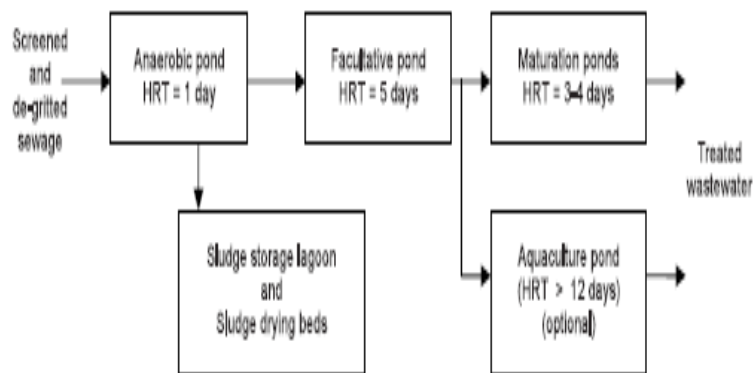 Screened
and
de-gritted
sewage
Anaerobic pond
HRT = 1 day
Facultative pond
HRT = 5 days
Maturation ponds
HRT = 3-4 days
Treated
wastewater
Sludge storage lagoon
and
Sludge drying beds
Aquaculture pond
(HRT > 12 days)
(optional)